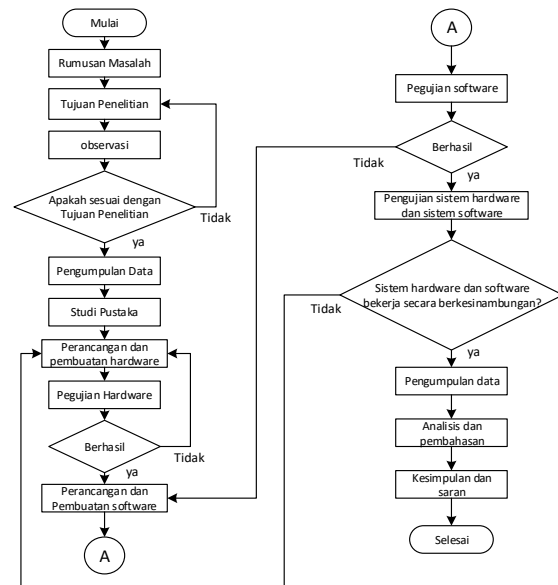 Mulai
Rumusan Masalah
Tujuan Penelitian
observasi
Apakah sesuai dengan
Tujuan Penelitian
Tidak
ya
Pengumpulan Data
Studi Pustaka
Perancangan dan
pembuatan hardware
Pegujian Hardware
Berhasil
Tidak
ya
Perancangan dan
Pembuatan software
A
A
Pegujian software
Berhasil
Tidak
ya
Pengujian sistem hardware
dan sistem software
Sistem hardware dan software
bekerja secara berkesinambungan?
Tidak
ya
Pengumpulan data
Analisis dan
pembahasan
Kesimpulan dan
saran
Selesai